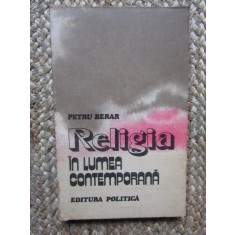 PETRU BERAR
Religia
ÎN LUMEA
CONTEMPORANĂ
EDITURA POLITICĂ